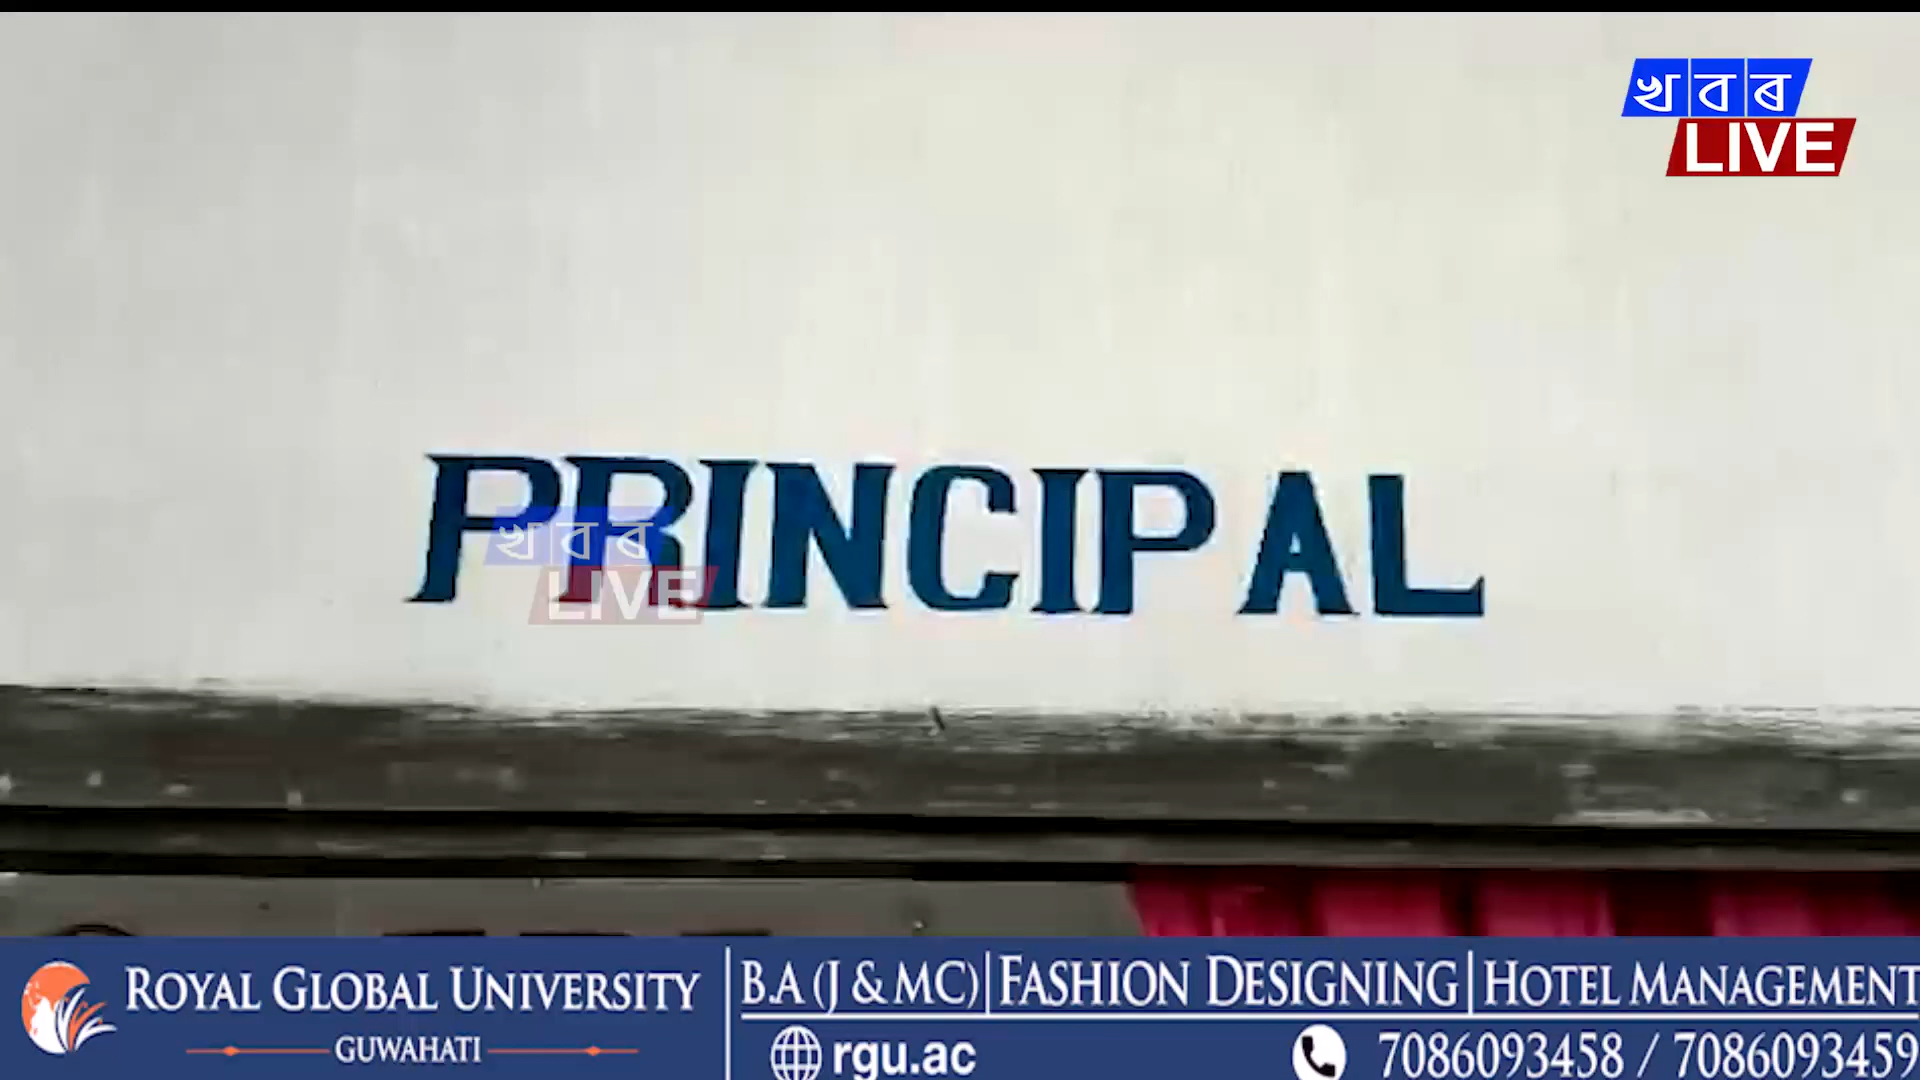 খবৰ
LIVE
PRINCIPAL
খবৰ
LIVE
ROYAL GLOBAL UNIVERSITY
GUWAHATI
B.A (J & MC)|FASHION DESIGNING|HOTEL MANAGEMENT
rgu.ac
7086093458 / 7086093459